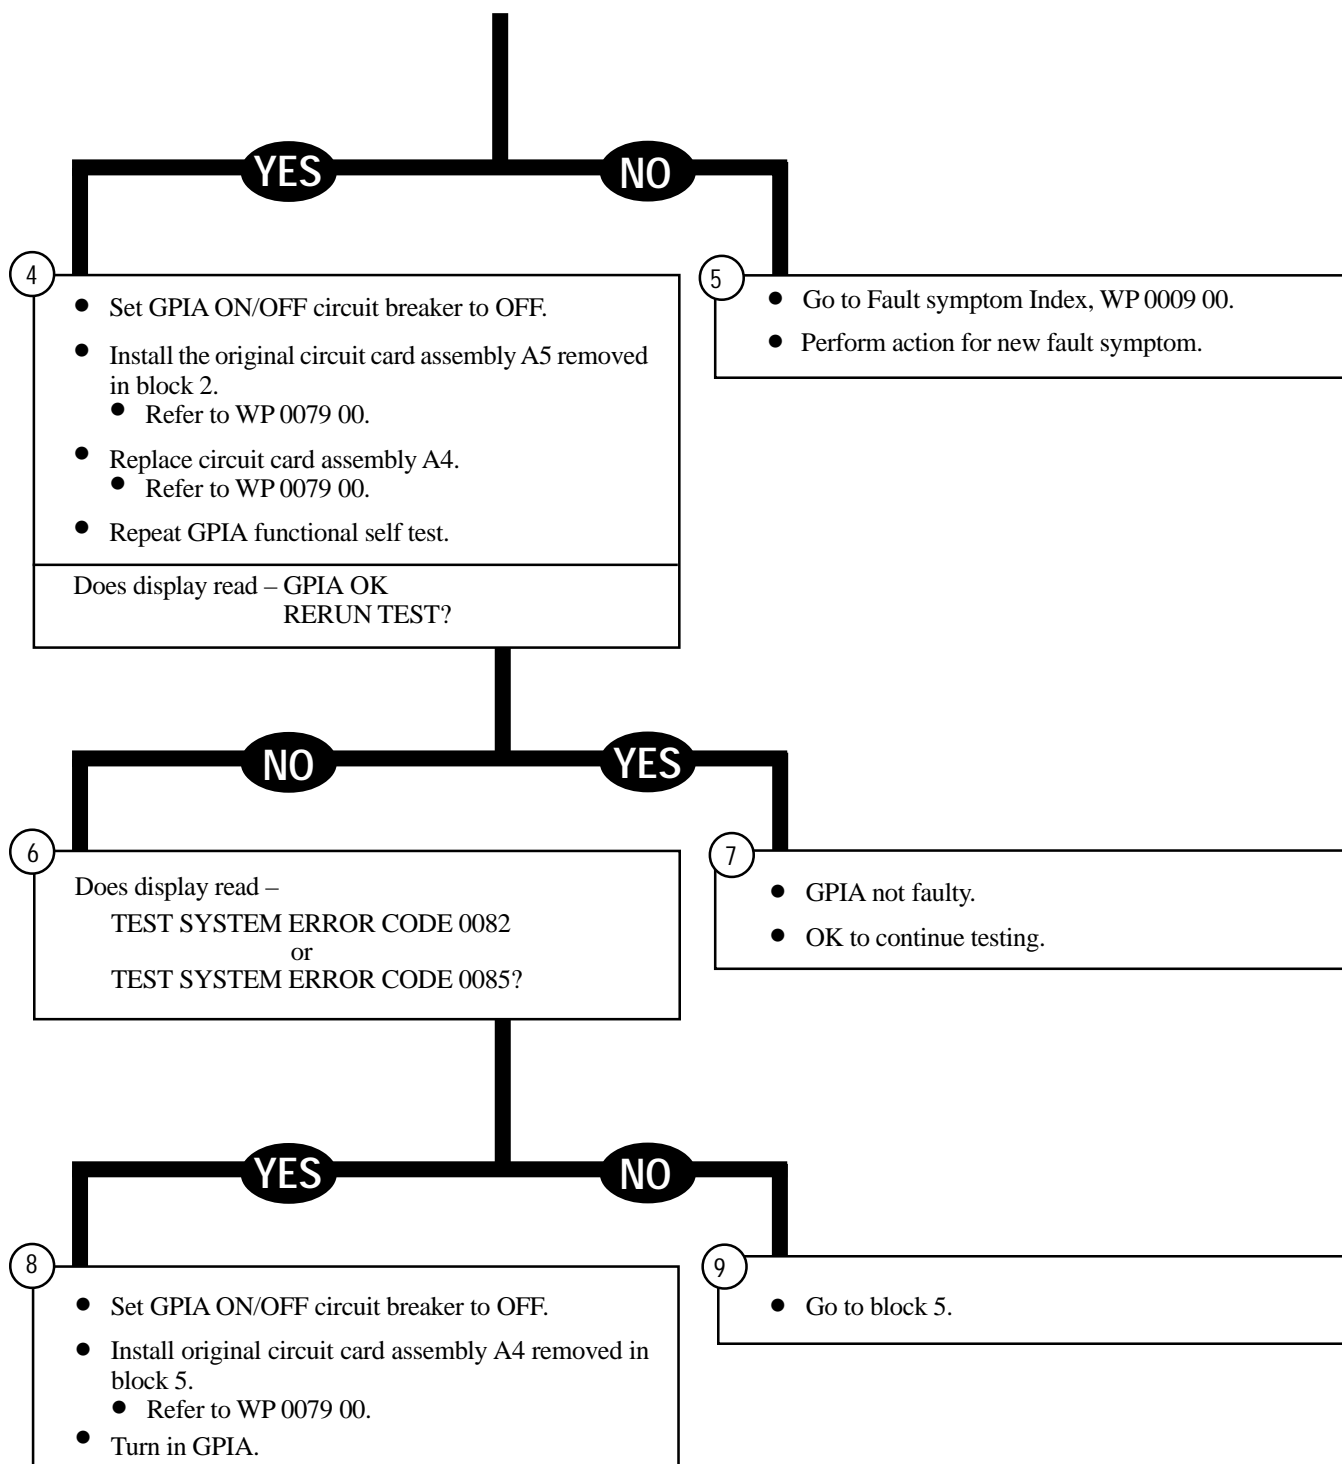 YES
NO
4
● Set GPIA ON/OFF circuit breaker to OFF.
● Install the original circuit card assembly A5 removed
in block 2.
● Refer to WP 0079 00.
● Replace circuit card assembly A4.
● Refer to WP 0079 00.
● Repeat GPIA functional self test.
Does display read – GPIA OK
RERUN TEST?
5
● Go to Fault symptom Index, WP 0009 00.
● Perform action for new fault symptom.
NO
YES
6
Does display read –
TEST SYSTEM ERROR CODE 0082
or
TEST SYSTEM ERROR CODE 0085?
7
● GPIA not faulty.
● OK to continue testing.
YES
NO
8
● Set GPIA ON/OFF circuit breaker to OFF.
● Install original circuit card assembly A4 removed in
block 5.
● Refer to WP 0079 00.
● Turn in GPIA.
9
● Go to block 5.